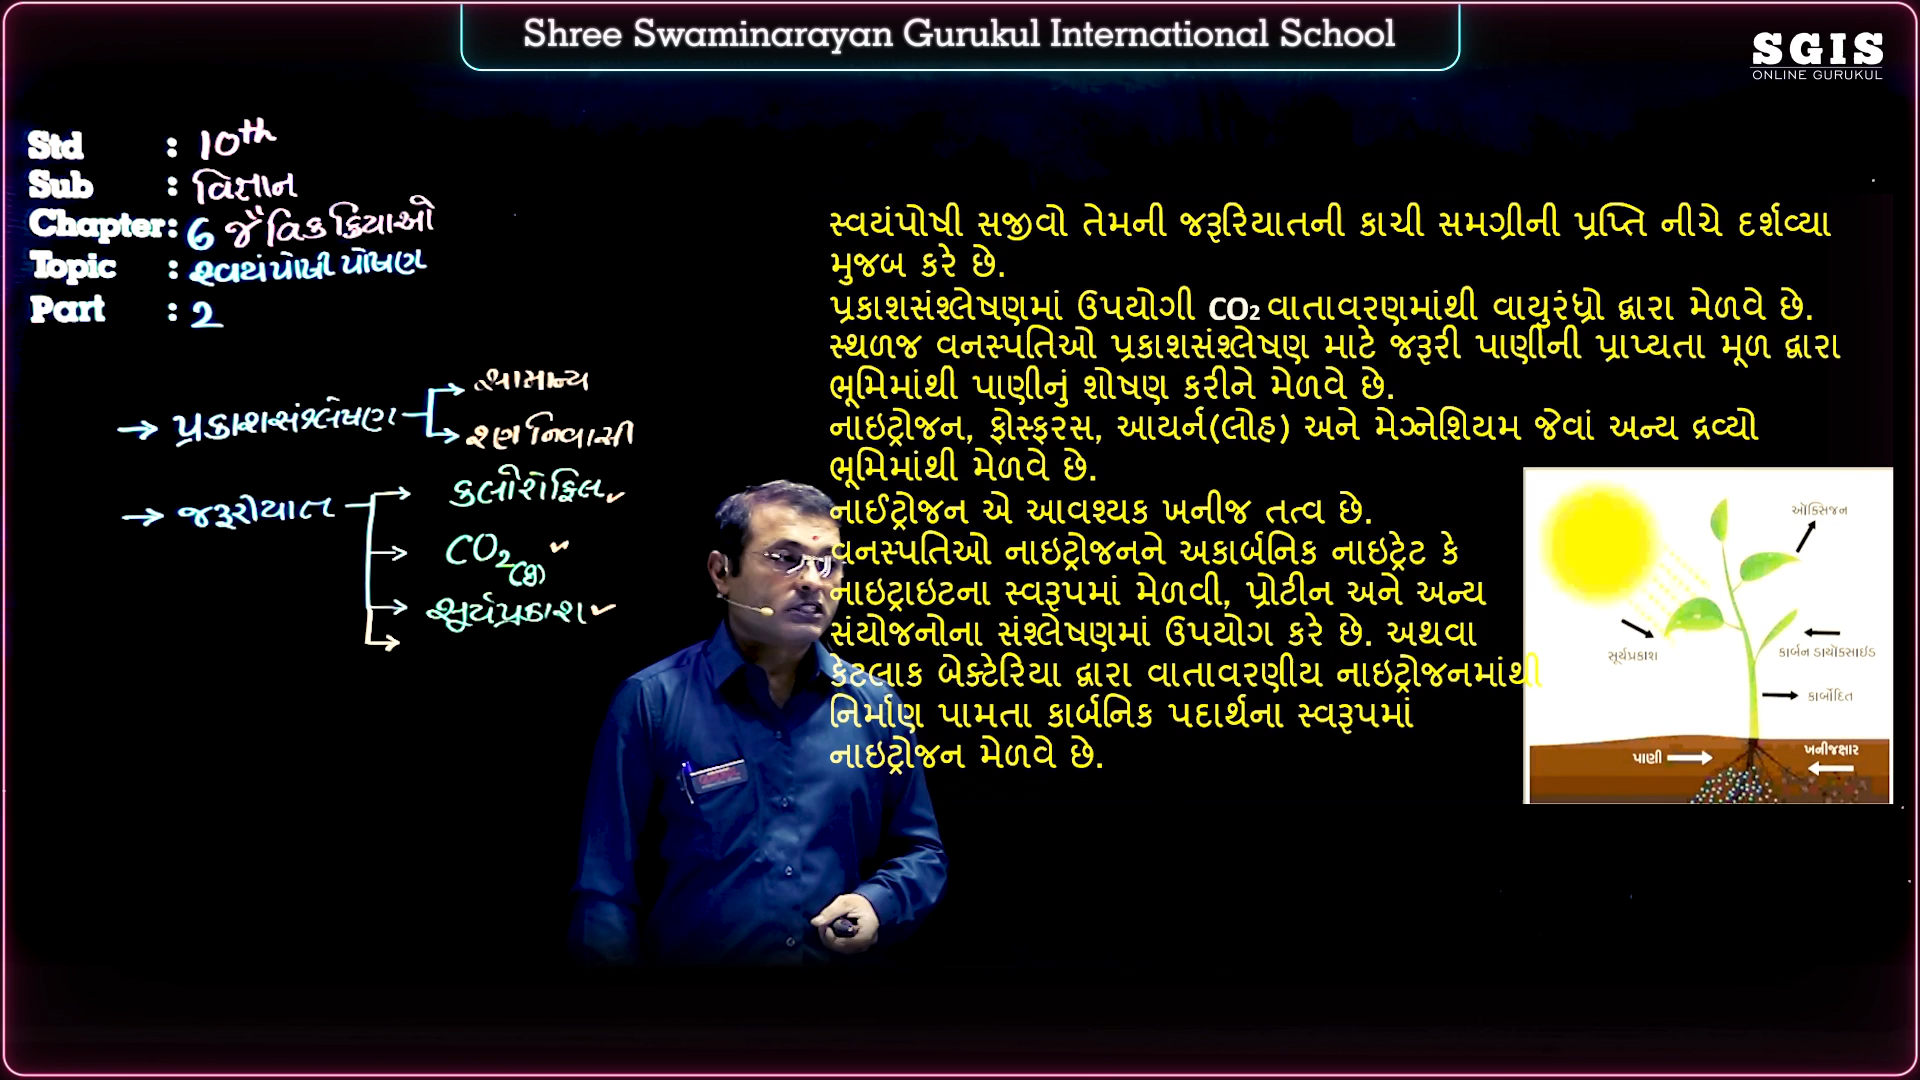 Shree Swaminarayan Gurukul International School
SGIS
ONLINE GURUKUL
Std : 10th
Sub : વિજ્ઞાન
Chapter: 6 જૈવિક ક્રિયાઓ
Topic : સ્વયંપોષી પોષણ
Part : 2
→ પ્રકાશસંશ્લેષણ
સામાન્ય
રણ નિવાસી
→ જરૂરીયાત
ક્લોરોફિલ
CO2(g)
સૂર્યપ્રકાશ
સ્વયંપોષી સજીવો તેમની જરૂરિયાતની કાચી સમગ્રીની પ્રપ્તિ નીચે દર્શવ્યા
મુજબ કરે છે.
પ્રકાશસંશ્લેષણમાં ઉપયોગી CO₂ વાતાવરણમાંથી વાયુરંધ્રો દ્વારા મેળવે છે.
સ્થળજ વનસ્પતિઓ પ્રકાશસંશ્લેષણ માટે જરૂરી પાણીની પ્રાપ્યતા મૂળ દ્વારા
ભૂમિમાંથી પાણીનું શોષણ કરીને મેળવે છે.
નાઇટ્રોજન, ફોસ્ફરસ, આયર્ન(લોહ) અને મેગ્નેશિયમ જેવાં અન્ય દ્રવ્યો
ભૂમિમાંથી મેળવે છે.
નાઈટ્રોજન એ આવશ્યક ખનીજ તત્વ છે.
વનસ્પતિઓ નાઇટ્રોજનને અકાર્બનિક નાઇટ્રેટ કે
નાઇટ્રાઇટના સ્વરૂપમાં મેળવી, પ્રોટીન અને અન્ય
સંયોજનોના સંશ્લેષણમાં ઉપયોગ કરે છે. અથવા
કેટલાક બેક્ટેરિયા દ્વારા વાતાવરણીય નાઇટ્રોજનમાંથી
નિર્માણ પામતા કાર્બનિક પદાર્થના સ્વરૂપમાં
નાઇટ્રોજન મેળવે છે.
ઑક્સિજન
સૂર્યપ્રકાશ
કાર્બન ડાયૉક્સાઈડ
કાર્બોદિત
પાણી
ખનીજક્ષાર